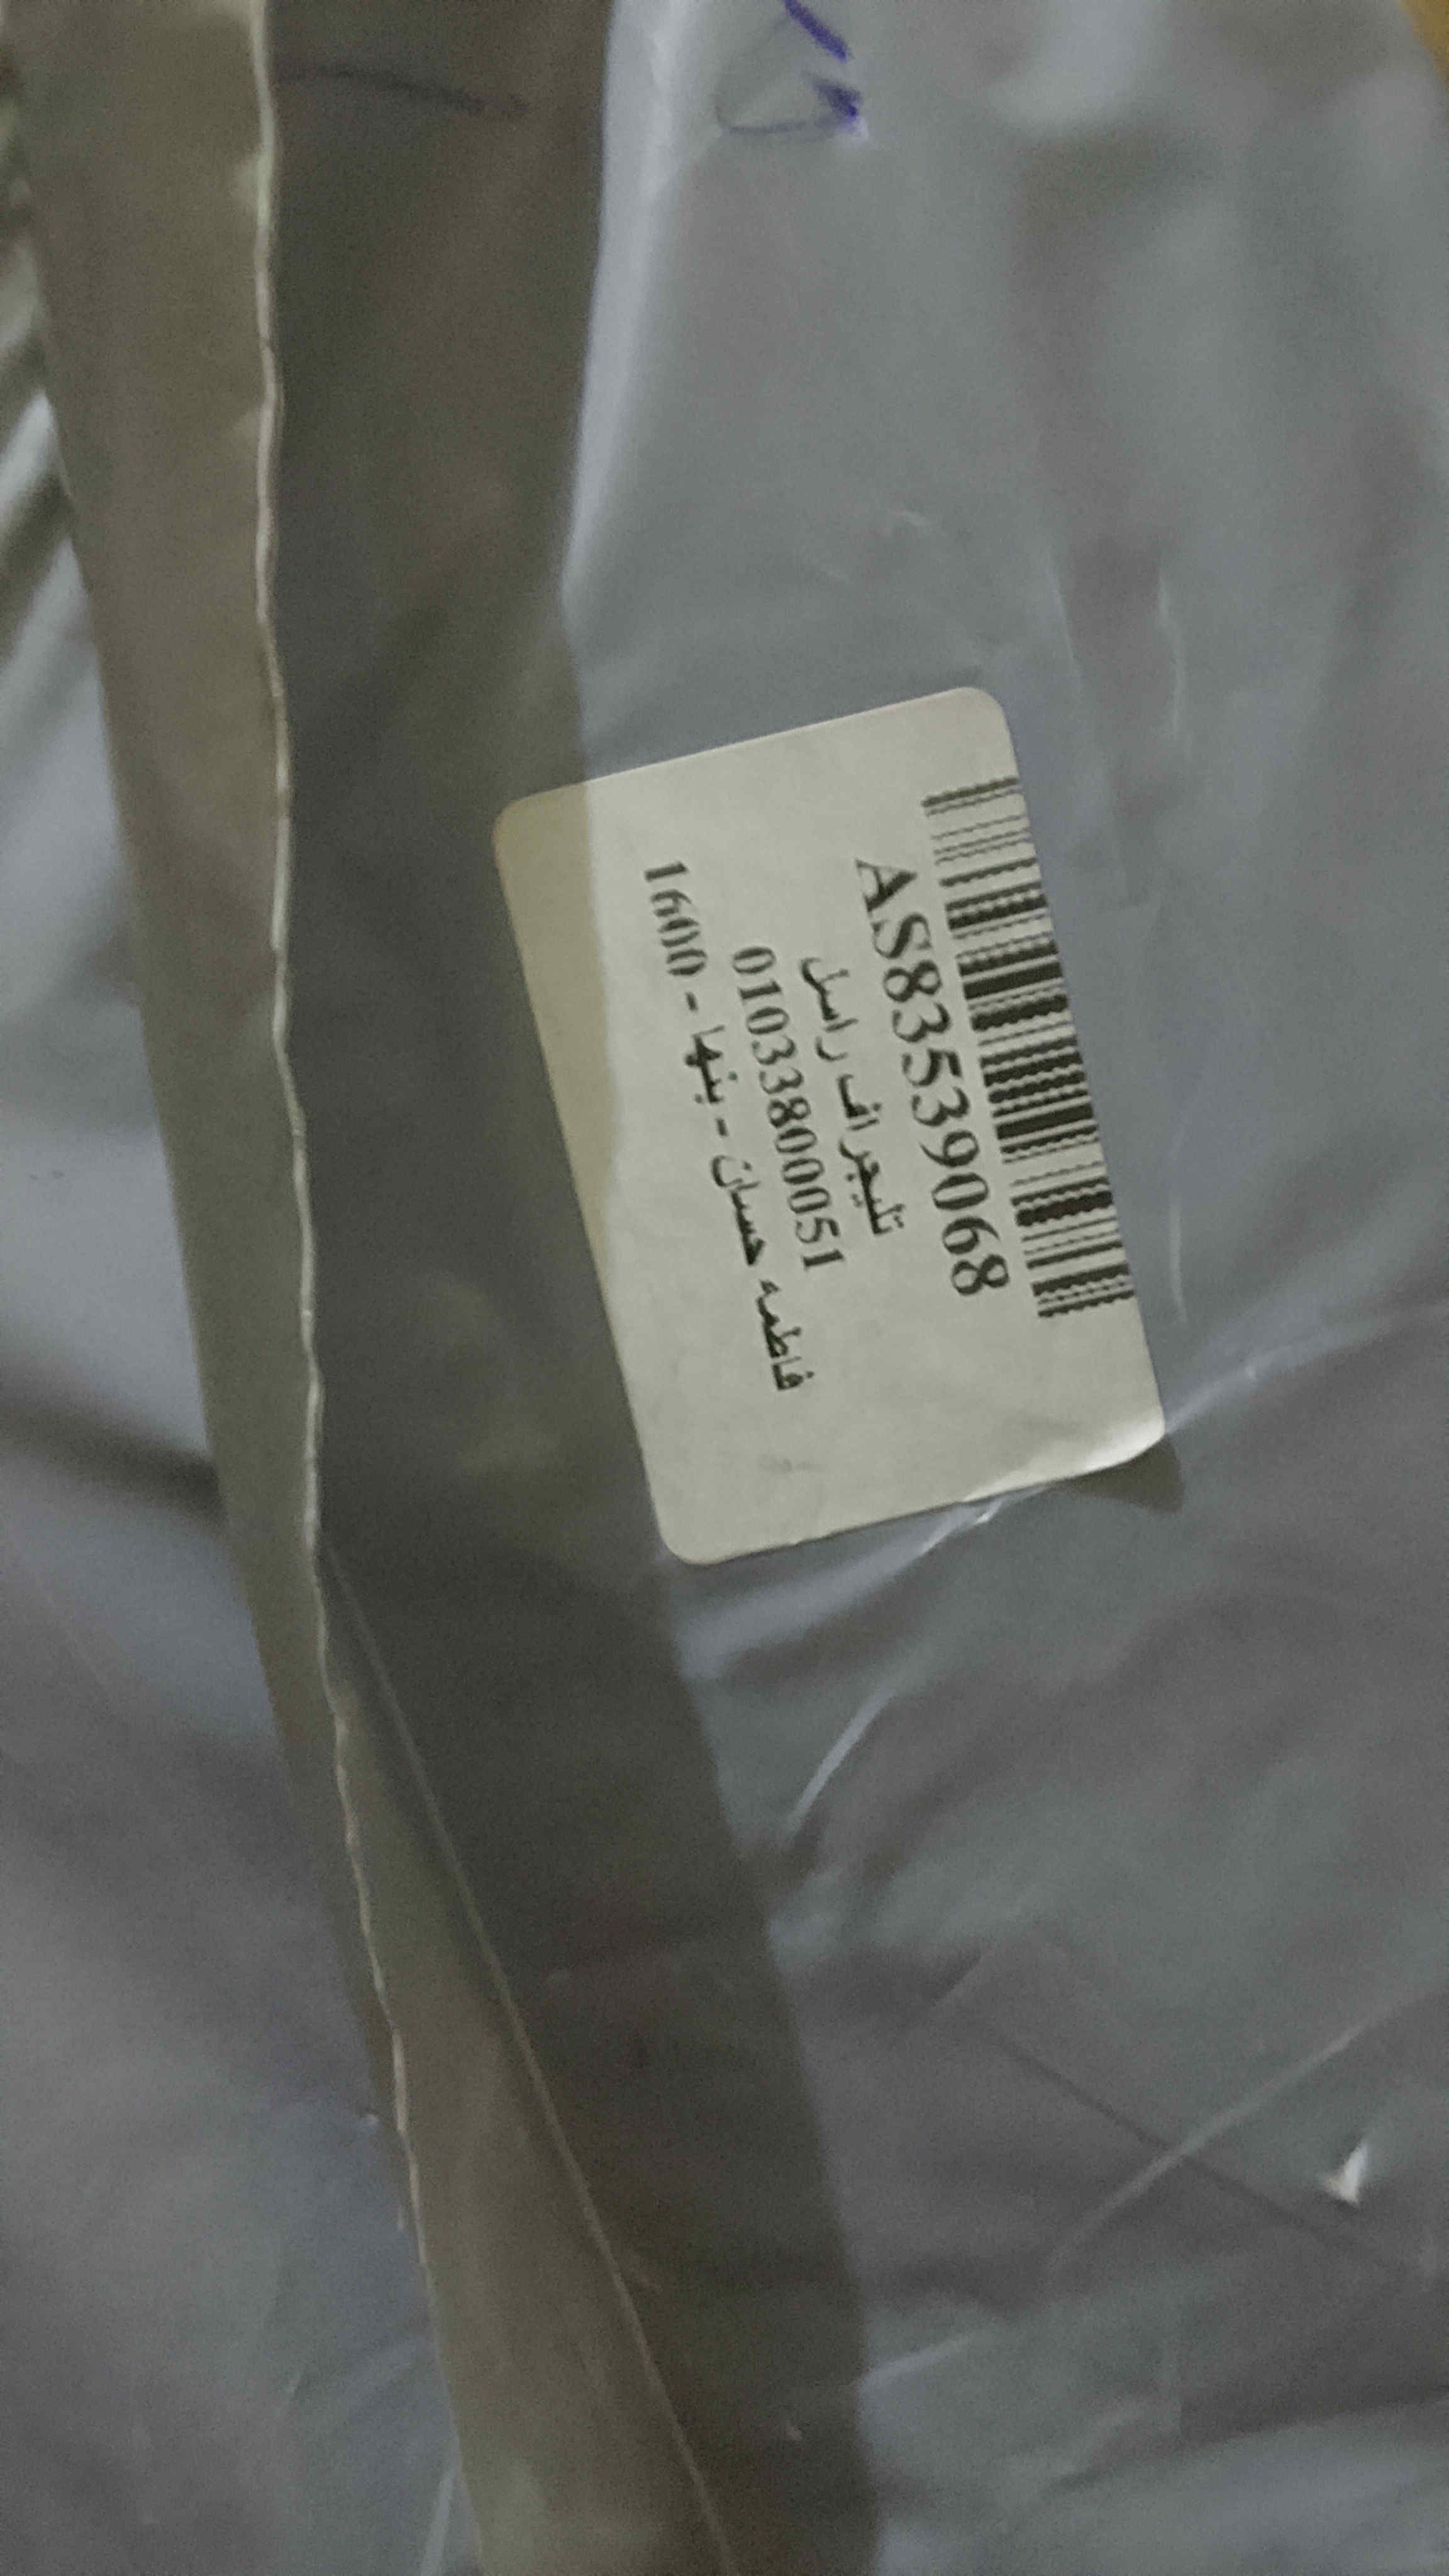 AS83539068
تليجراف راسل
01033800051
فاطمه حسان - بنها - 1600